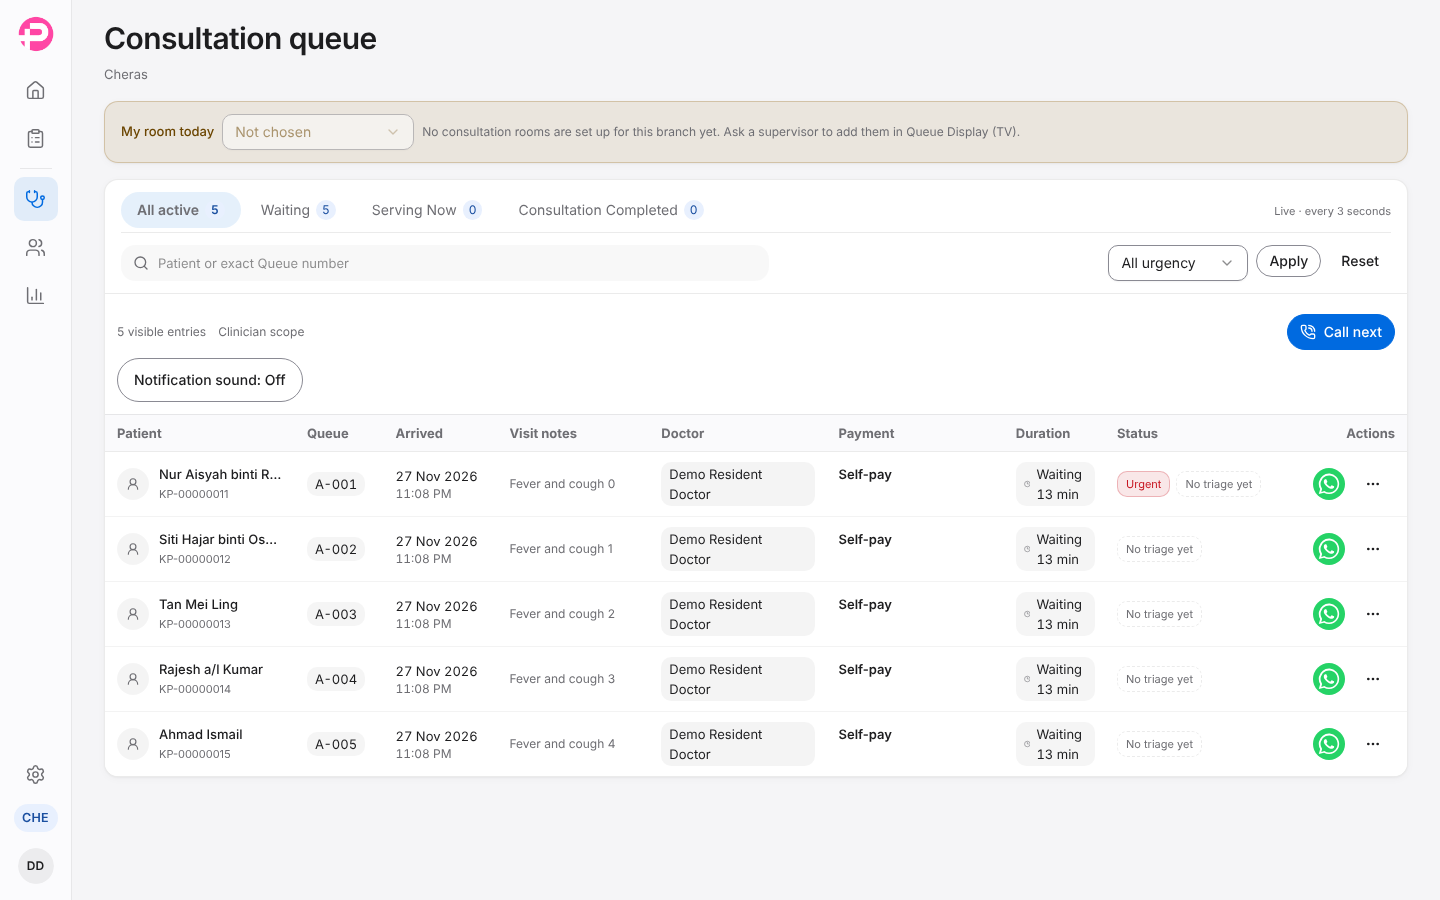 Consultation queue
Cheras
My room today
Not chosen
No consultation rooms are set up for this branch yet. Ask a supervisor to add them in Queue Display (TV).
All active 5
Waiting 5
Serving Now 0
Consultation Completed 0
Live · every 3 seconds
Patient or exact Queue number
All urgency
Apply
Reset
5 visible entries
Clinician scope
Call next
Notification sound: Off
Patient Queue Arrived Visit notes Doctor Payment Duration Status Actions
Nur Aisyah binti R...
KP-00000011
A-001
27 Nov 2026
11:08 PM
Fever and cough 0
Demo Resident
Doctor
Self-pay
Waiting
13 min
Urgent
No triage yet
Siti Hajar binti Os...
KP-00000012
A-002
27 Nov 2026
11:08 PM
Fever and cough 1
Demo Resident
Doctor
Self-pay
Waiting
13 min
No triage yet
Tan Mei Ling
KP-00000013
A-003
27 Nov 2026
11:08 PM
Fever and cough 2
Demo Resident
Doctor
Self-pay
Waiting
13 min
No triage yet
Rajesh a/l Kumar
KP-00000014
A-004
27 Nov 2026
11:08 PM
Fever and cough 3
Demo Resident
Doctor
Self-pay
Waiting
13 min
No triage yet
Ahmad Ismail
KP-00000015
A-005
27 Nov 2026
11:08 PM
Fever and cough 4
Demo Resident
Doctor
Self-pay
Waiting
13 min
No triage yet
CHE
DD